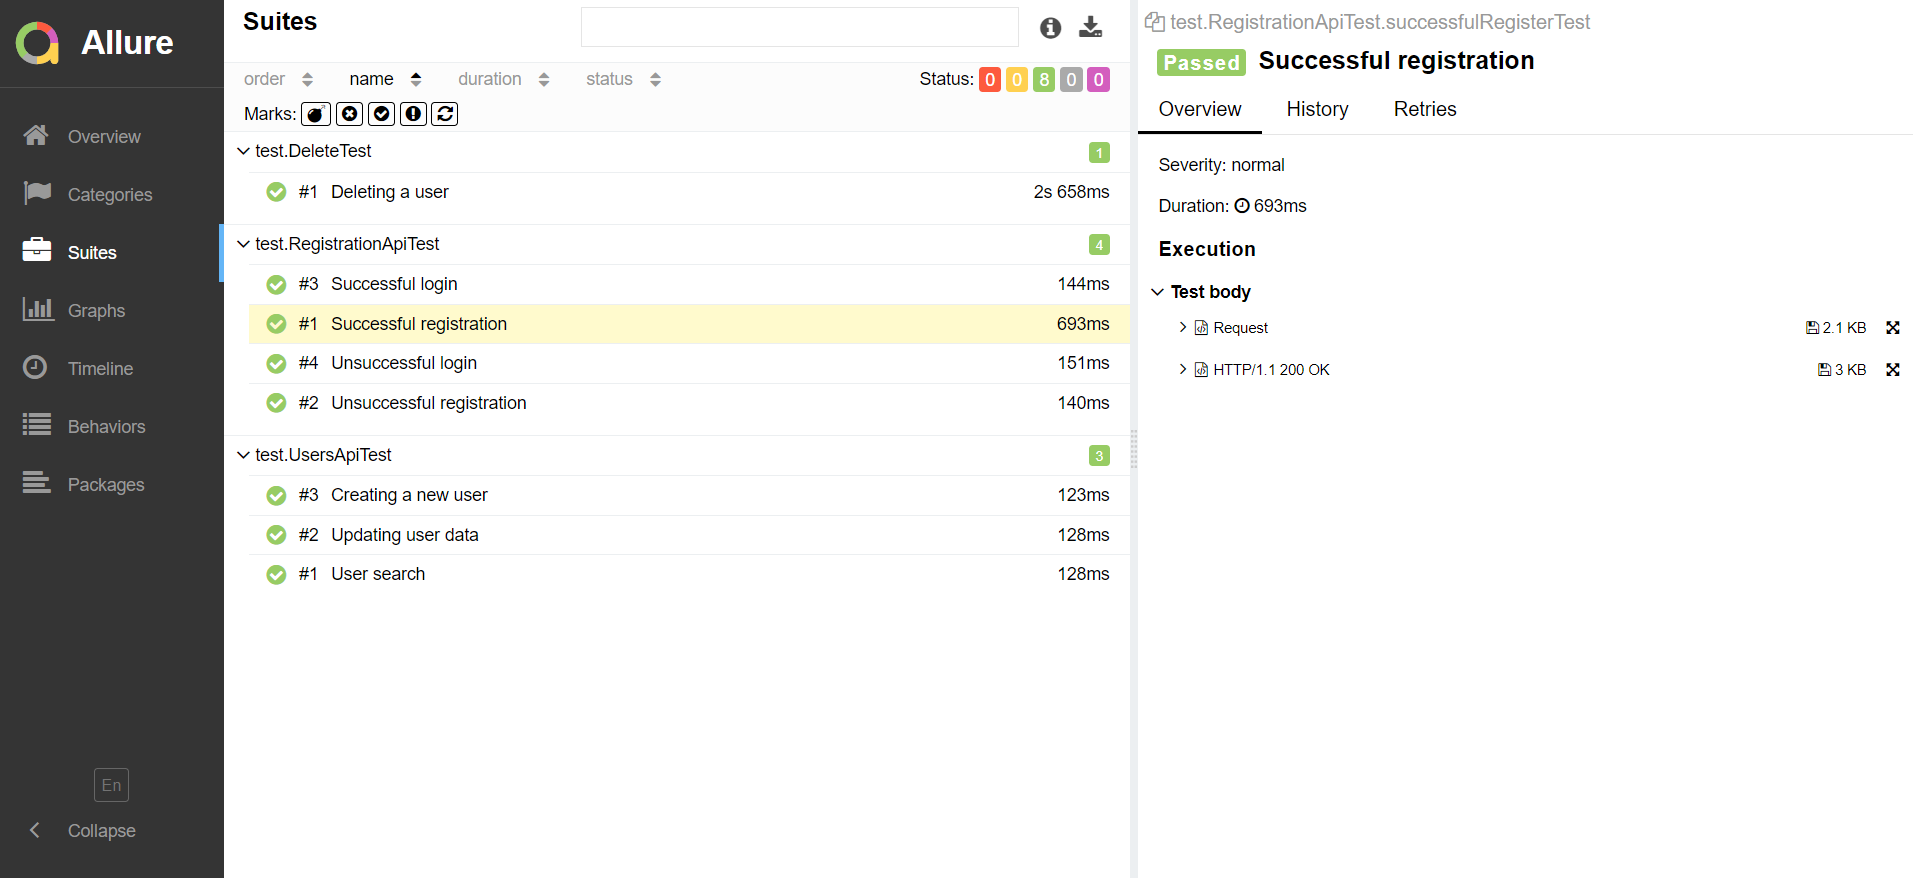 Allure
Overview
Categories
Suites
Graphs
Timeline
Behaviors
Packages
En
Collapse
Suites
order name duration status Status: 0 0 8 0 0
Marks:
test.DeleteTest 1
#1 Deleting a user 2s 658ms
test.RegistrationApiTest 4
#3 Successful login 144ms
#1 Successful registration 693ms
#4 Unsuccessful login 151ms
#2 Unsuccessful registration 140ms
test.UsersApiTest 3
#3 Creating a new user 123ms
#2 Updating user data 128ms
#1 User search 128ms
test.RegistrationApiTest.successfulRegisterTest
Passed Successful registration
Overview History Retries
Severity: normal
Duration: 693ms
Execution
Test body
Request 2.1 KB
HTTP/1.1 200 OK 3 KB